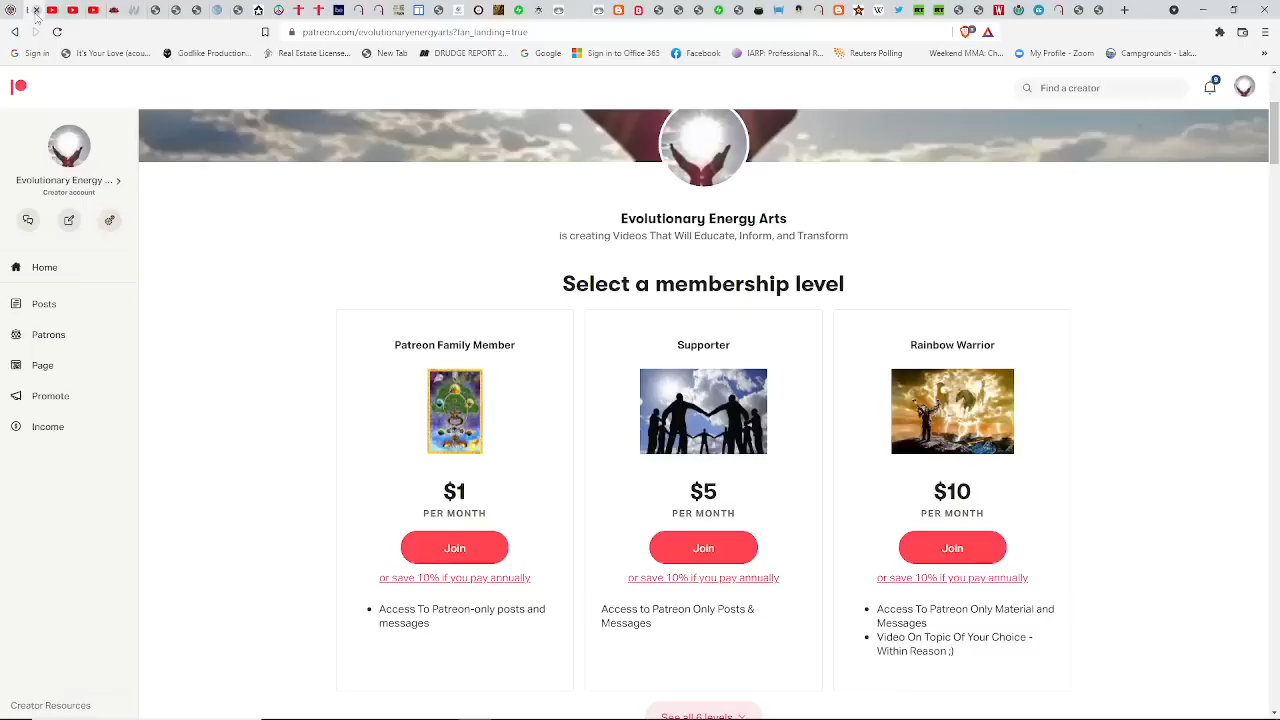 patreon.com/evolutionaryenergyarts?fan_landing=true
Sign in
It's Love (acou...
Godlike Production...
Real Estate License...
New Tab
DRUDGE REPORT 2...
Google
Sign in to Office 365
Facebook
IARP: Professional R...
Reuters Polling
Weekend MMA: Ch...
My Profile - Zoom
Campgrounds - Lak...
»
Find a creator
Evolutionary Energy ...
Creator account
Home
Posts
Patrons
Page
Promote
Income
Creator Resources
Evolutionary Energy Arts
is creating Videos That Will Educate, Inform, and Transform
Select a membership level
Patreon Family Member
$1
PER MONTH
Join
or save 10% if you pay annually
• Access To Patreon-only posts and
messages
Supporter
$5
PER MONTH
Join
or save 10% if you pay annually
Access to Patreon Only Posts &
Messages
Rainbow Warrior
$10
PER MONTH
Join
or save 10% if you pay annually
• Access To Patreon Only Material and
Messages
• Video On Topic Of Your Choice -
Within Reason ;)
See all 6 levels